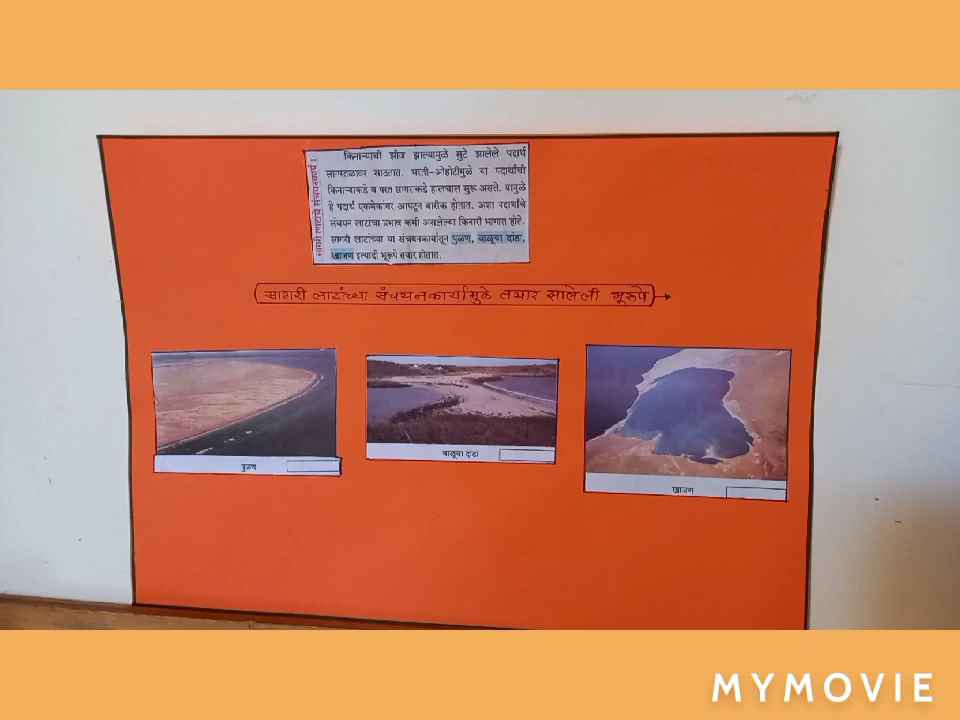 सागरी लाटांचे संचयनकार्य :
किनाऱ्याची झीज झाल्यामुळे सुटे झालेले पदार्थ
सागरतळावर साठतात. भरती-ओहोटीमुळे या पदार्थांची
किनाऱ्याकडे व परत सागराकडे हालचाल सुरू असते. यामुळे
हे पदार्थ एकमेकांवर आपटून बारीक होतात. अशा पदार्थांचे
संचयन लाटांचा प्रभाव कमी असलेल्या किनारी भागात होते.
सागरी लाटांच्या या संचयनकार्यातून पुळण, वाळूचा दांडा,
खाजण इत्यादी भूरूपे तयार होतात.
सागरी लाटांच्या संचयनकार्यामुळे तयार झालेली भूरूपे
पुळण
वाळूचा दांडा
खाजण
MYMOVIE